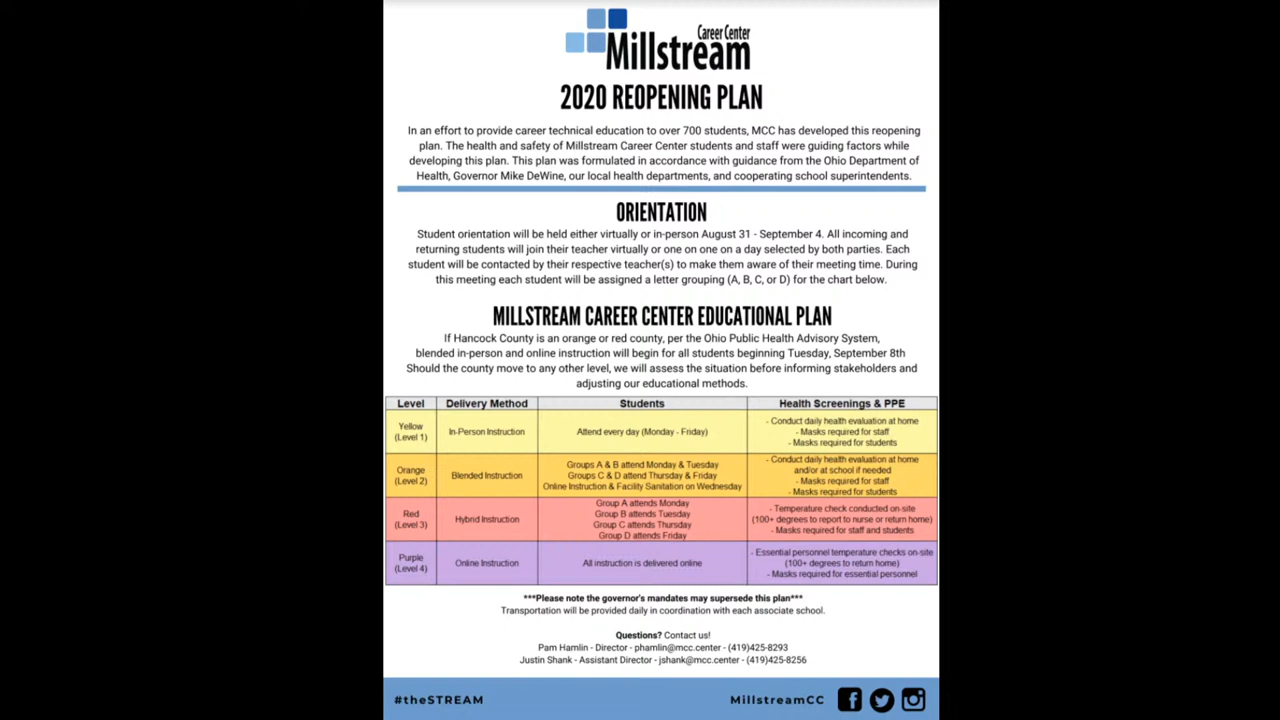 Career Center
Millstream
2020 REOPENING PLAN
In an effort to provide career technical education to over 700 students, MCC has developed this reopening
plan. The health and safety of Millstream Career Center students and staff were guiding factors while
developing this plan. This plan was formulated in accordance with guidance from the Ohio Department of
Health, Governor Mike DeWine, our local health departments, and cooperating school superintendents.
ORIENTATION
Student orientation will be held either virtually or in-person August 31 - September 4. All incoming and
returning students will join their teacher virtually or one on one on a day selected by both parties. Each
student will be contacted by their respective teacher(s) to make them aware of their meeting time. During
this meeting each student will be assigned a letter grouping (A, B, C, or D) for the chart below.
MILLSTREAM CAREER CENTER EDUCATIONAL PLAN
If Hancock County is an orange or red county, per the Ohio Public Health Advisory System,
blended in-person and online instruction will begin for all students beginning Tuesday, September 8th
Should the county move to any other level, we will assess the situation before informing stakeholders and
adjusting our educational methods.
Level Delivery Method Students Health Screenings & PPE
Yellow
(Level 1)
In-Person Instruction
Attend every day (Monday - Friday)
- Conduct daily health evaluation at home
- Masks required for staff
- Masks required for students
Orange
(Level 2)
Blended Instruction
Groups A & B attend Monday & Tuesday
Groups C & D attend Thursday & Friday
Online Instruction & Facility Sanitation on Wednesday
- Conduct daily health evaluation at home
and/or at school if needed
- Masks required for staff
- Masks required for students
Red
(Level 3)
Hybrid Instruction
Group A attends Monday
Group B attends Tuesday
Group C attends Thursday
Group D attends Friday
- Temperature check conducted on-site
(100+ degrees to report to nurse or return home)
- Masks required for staff and students
Purple
(Level 4)
Online Instruction
All instruction is delivered online
- Essential personnel temperature checks on-site
(100+ degrees to return home)
- Masks required for essential personnel
***Please note the governor's mandates may supersede this plan***
Transportation will be provided daily in coordination with each associate school.
Questions? Contact us!
Pam Hamlin - Director - phamlin@mcc.center - (419)425-8293
Justin Shank - Assistant Director - jshank@mcc.center - (419)425-8256
#theSTREAM
MillstreamCC